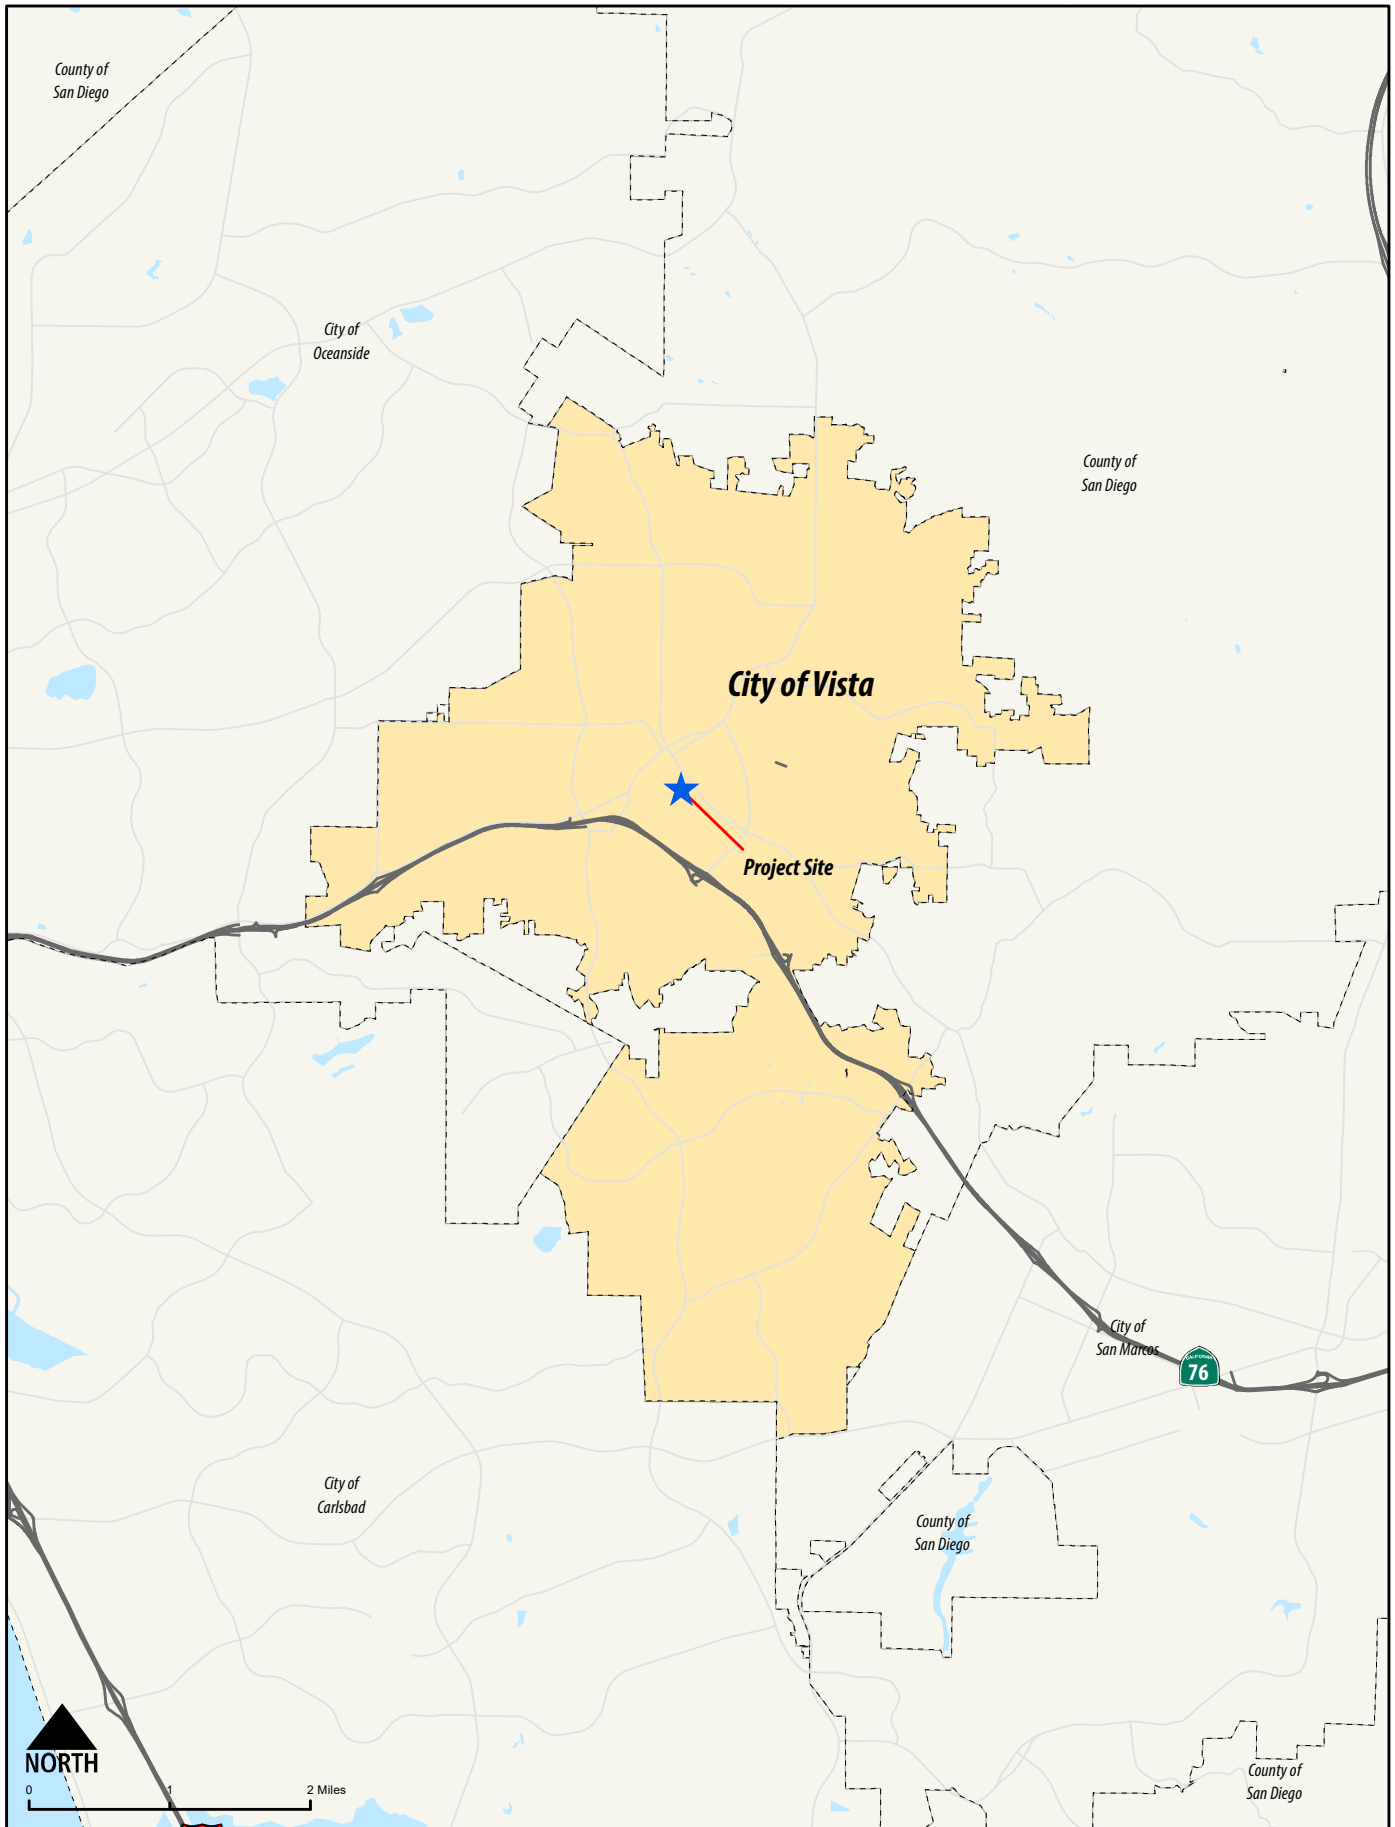 County of
San Diego
City of
Oceanside
County of
San Diego
City of Vista
Project Site
City of
San Marcos
CALIFORNIA
76
City of
Carlsbad
County of
San Diego
NORTH
0 1 2 Miles
County of
San Diego